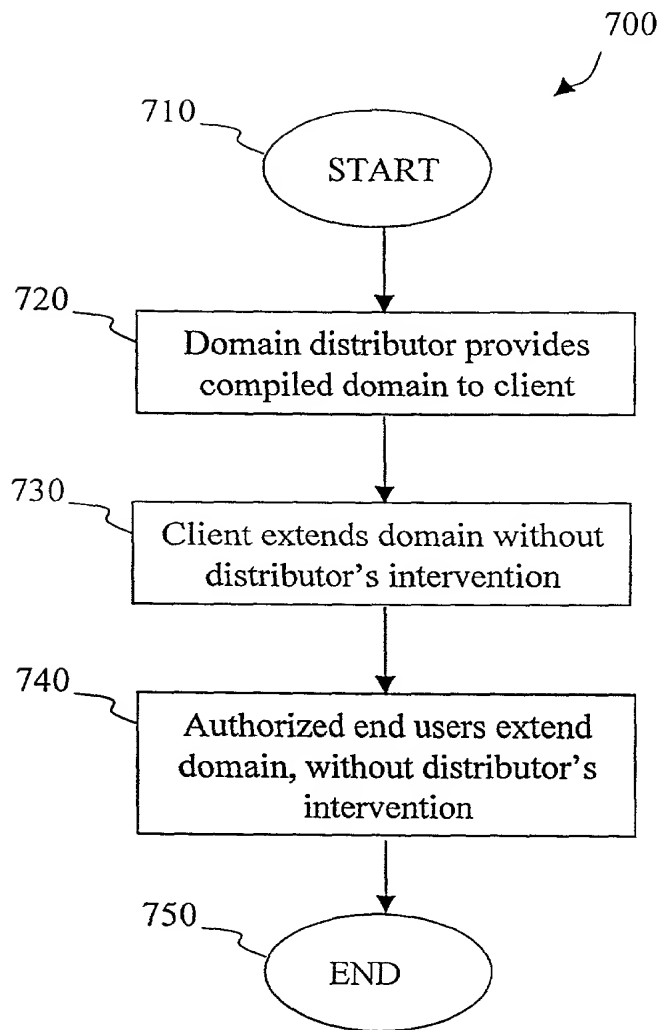 700
710
START
720
Domain distributor provides
compiled domain to client
730
Client extends domain without
distributor's intervention
740
Authorized end users extend
domain, without distributor's
intervention
750
END